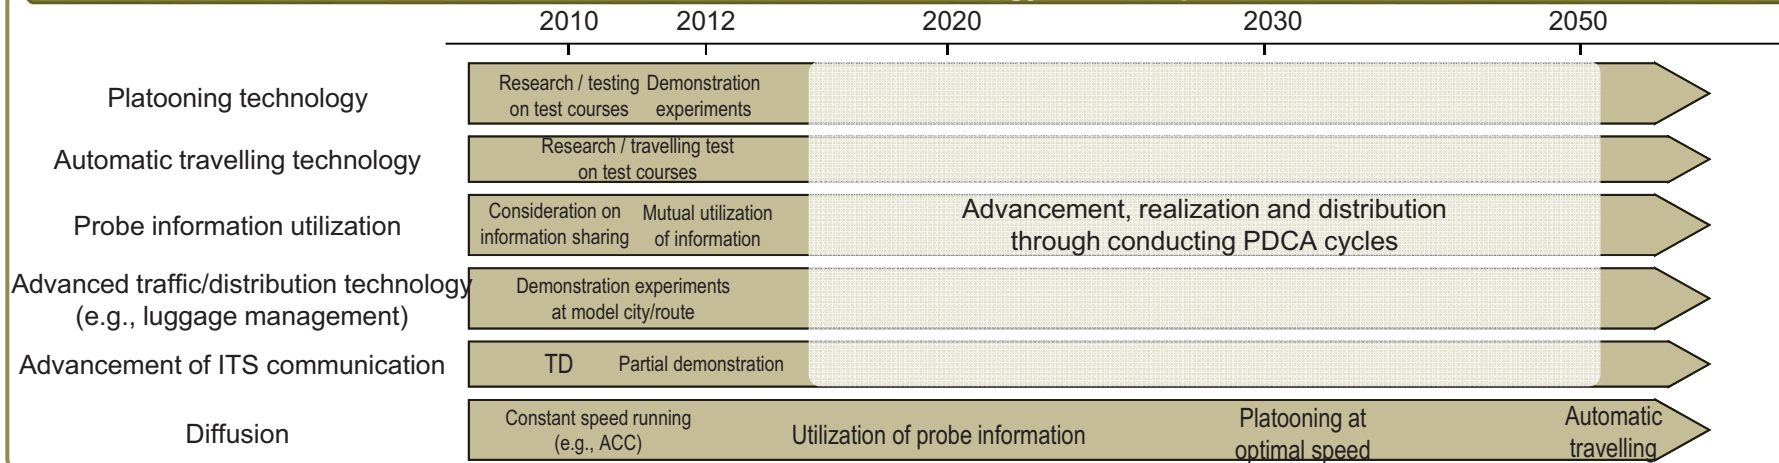 2010 2012 2020 2030 2050
Platooning technology
Research / testing
on test courses
Demonstration
experiments
Automatic travelling technology
Research / travelling test
on test courses
Probe information utilization
Consideration on
information sharing
Mutual utilization
of information
Advancement, realization and distribution
through conducting PDCA cycles
Advanced traffic/distribution technology
(e.g., luggage management)
Demonstration experiments
at model city/route
Advancement of ITS communication
TD
Partial demonstration
Diffusion
Constant speed running
(e.g., ACC)
Utilization of probe information
Platooning at
optimal speed
Automatic
travelling